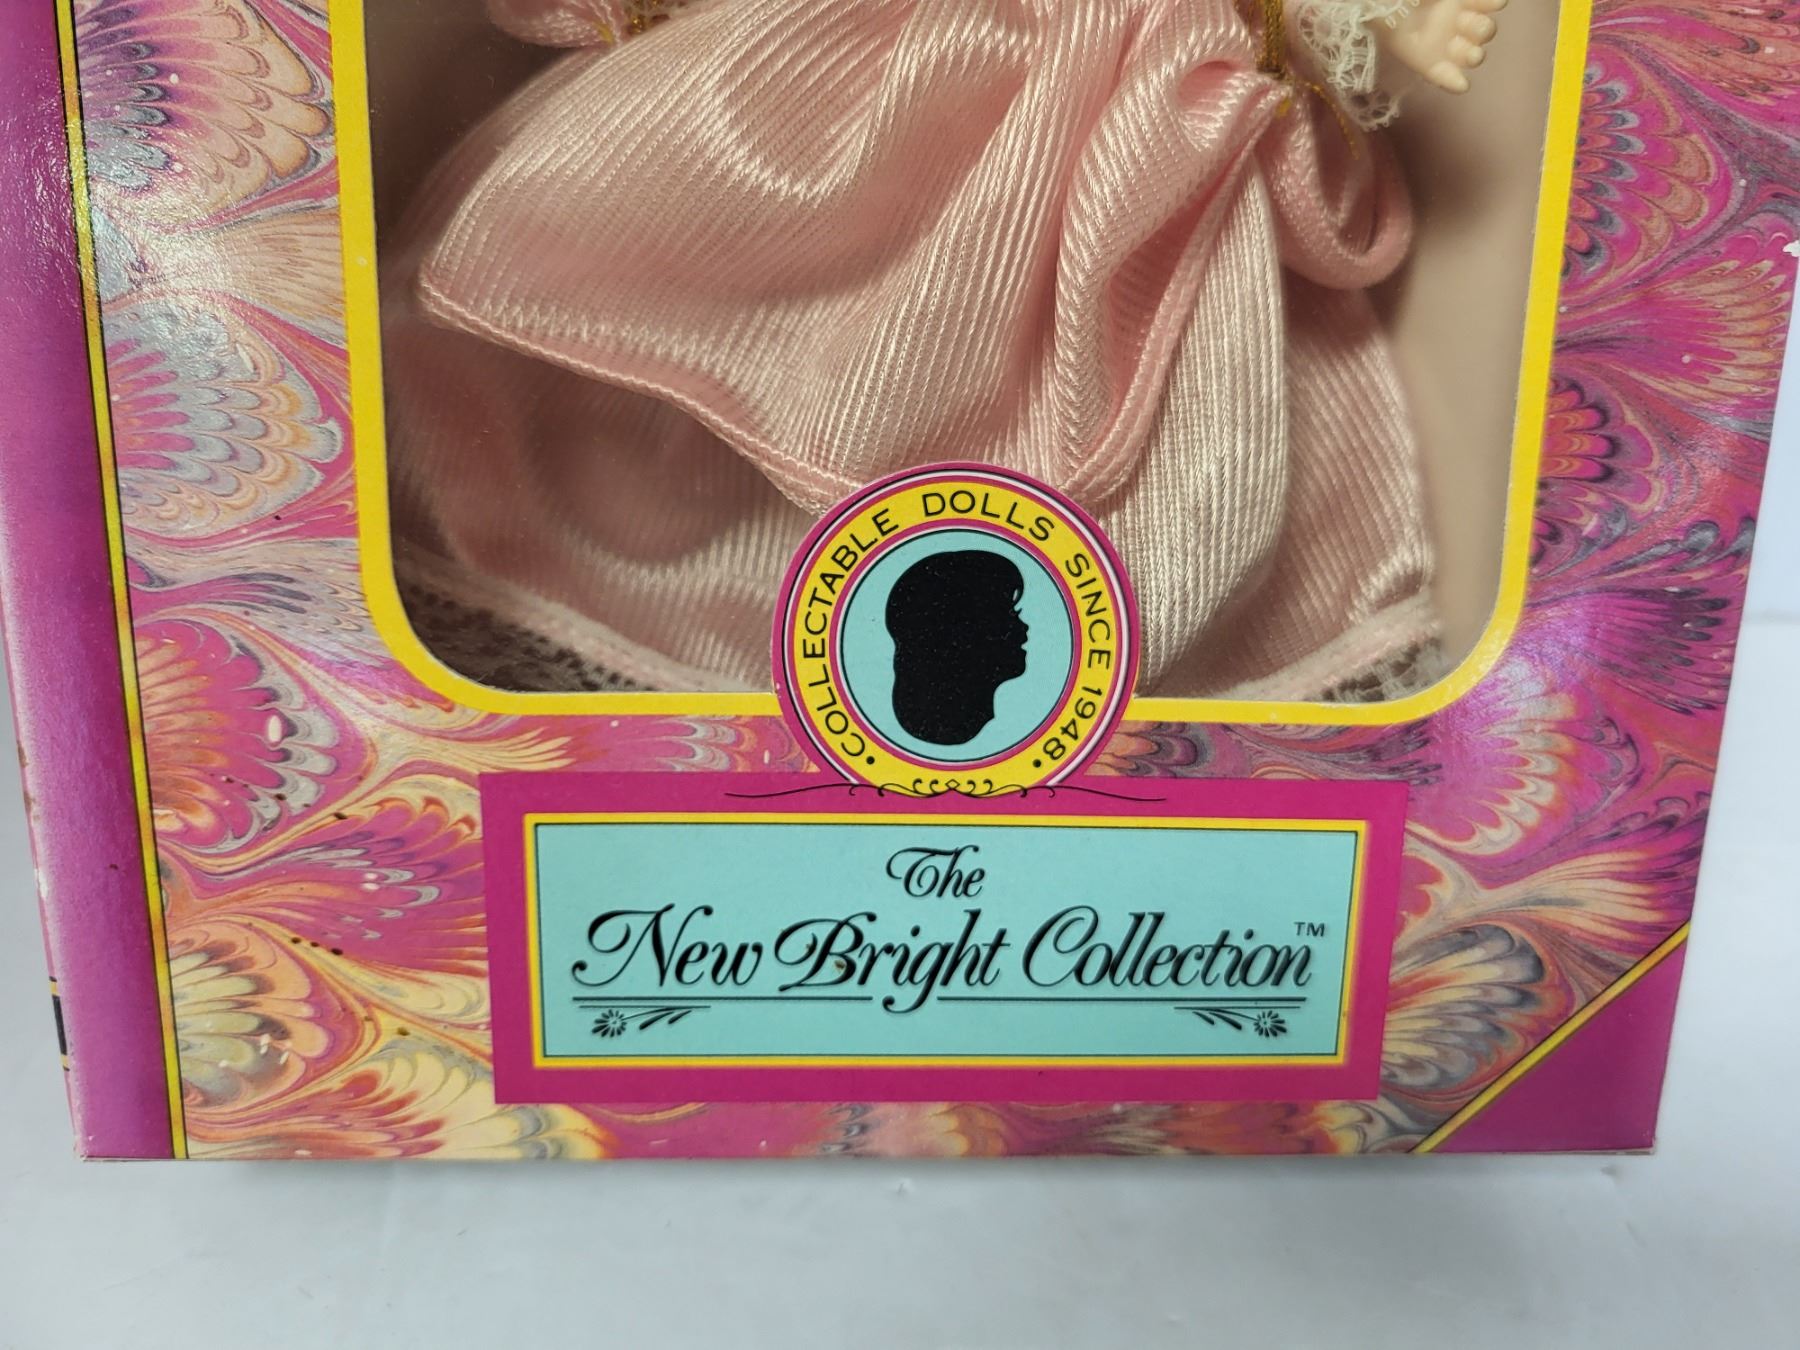 • COLLECTABLE DOLLS SINCE 1948 •
The
New Bright Collection™